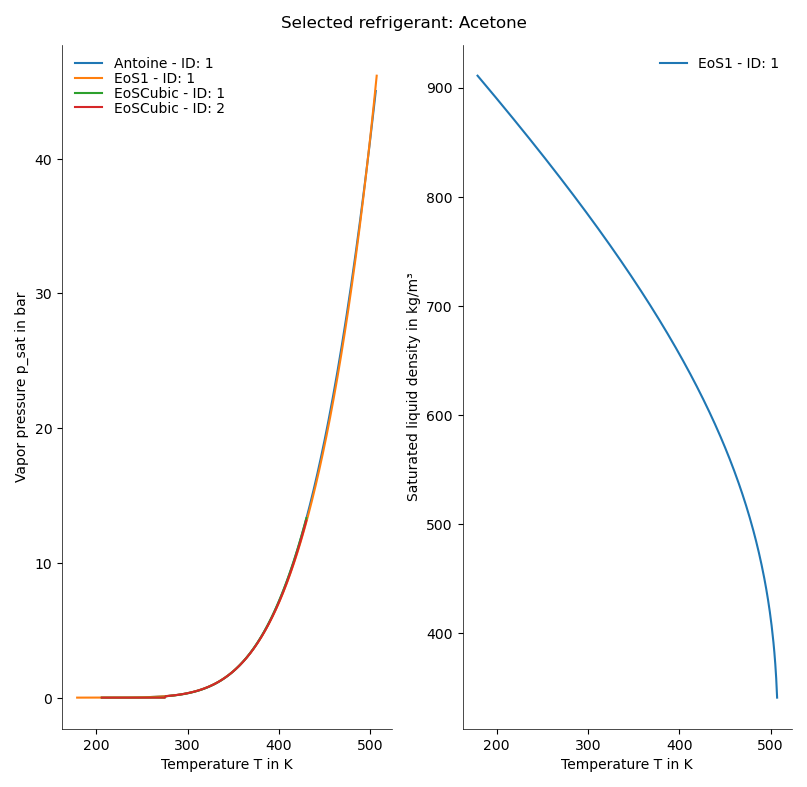 Selected refrigerant: Acetone
Antoine - ID: 1
EoS1 - ID: 1
EoSCubic - ID: 1
EoSCubic - ID: 2
Vapor pressure p_sat in bar
40
30
20
10
0
200 300 400 500
Temperature T in K
EoS1 - ID: 1
Saturated liquid density in kg/m³
900
800
700
600
500
400
200 300 400 500
Temperature T in K